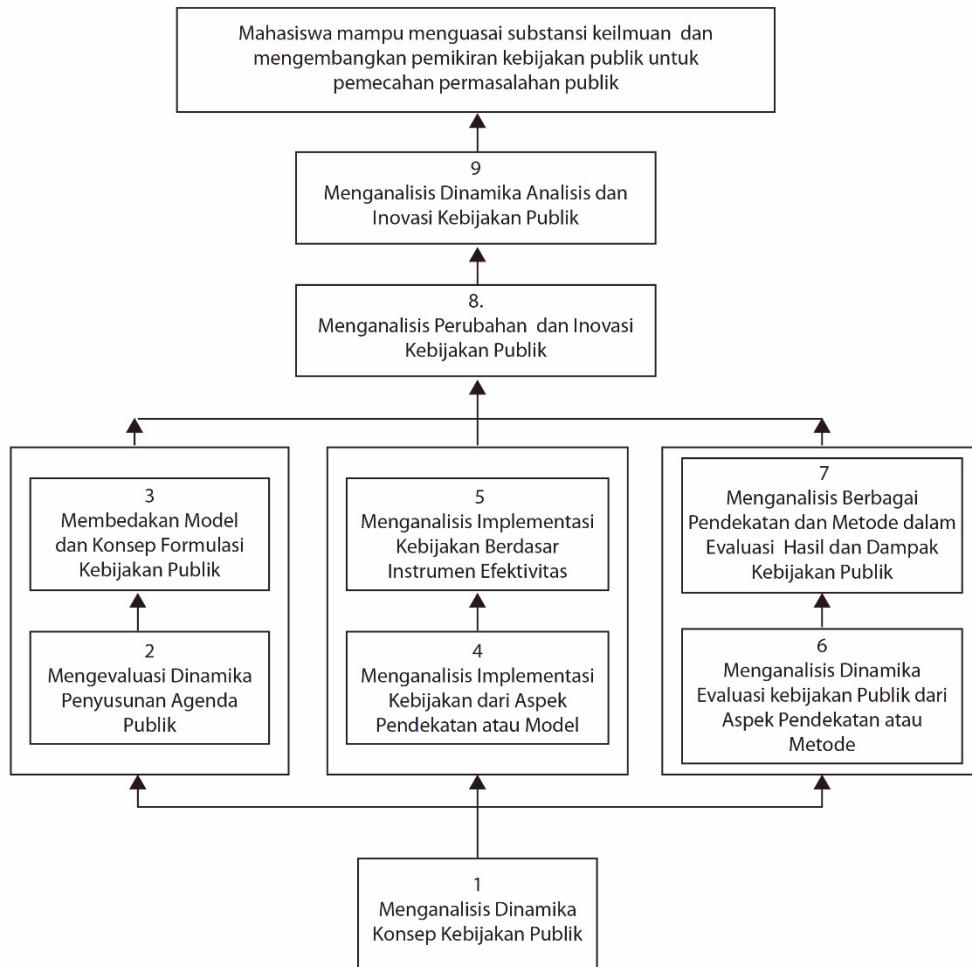 Mahasiswa mampu menguasai substansi keilmuan dan
mengembangkan pemikiran kebijakan publik untuk
pemecahan permasalahan publik
9
Menganalisis Dinamika Analisis dan
Inovasi Kebijakan Publik
8.
Menganalisis Perubahan dan Inovasi
Kebijakan Publik
3
Membedakan Model
dan Konsep Formulasi
Kebijakan Publik
2
Mengevaluasi Dinamika
Penyusunan Agenda
Publik
5
Menganalisis Implementasi
Kebijakan Berdasar
Instrumen Efektivitas
4
Menganalisis Implementasi
Kebijakan dari Aspek
Pendekatan atau Model
7
Menganalisis Berbagai
Pendekatan dan Metode dalam
Evaluasi Hasil dan Dampak
Kebijakan Publik
6
Menganalisis Dinamika
Evaluasi kebijakan Publik dari
Aspek Pendekatan atau
Metode
1
Menganalisis Dinamika
Konsep Kebijakan Publik